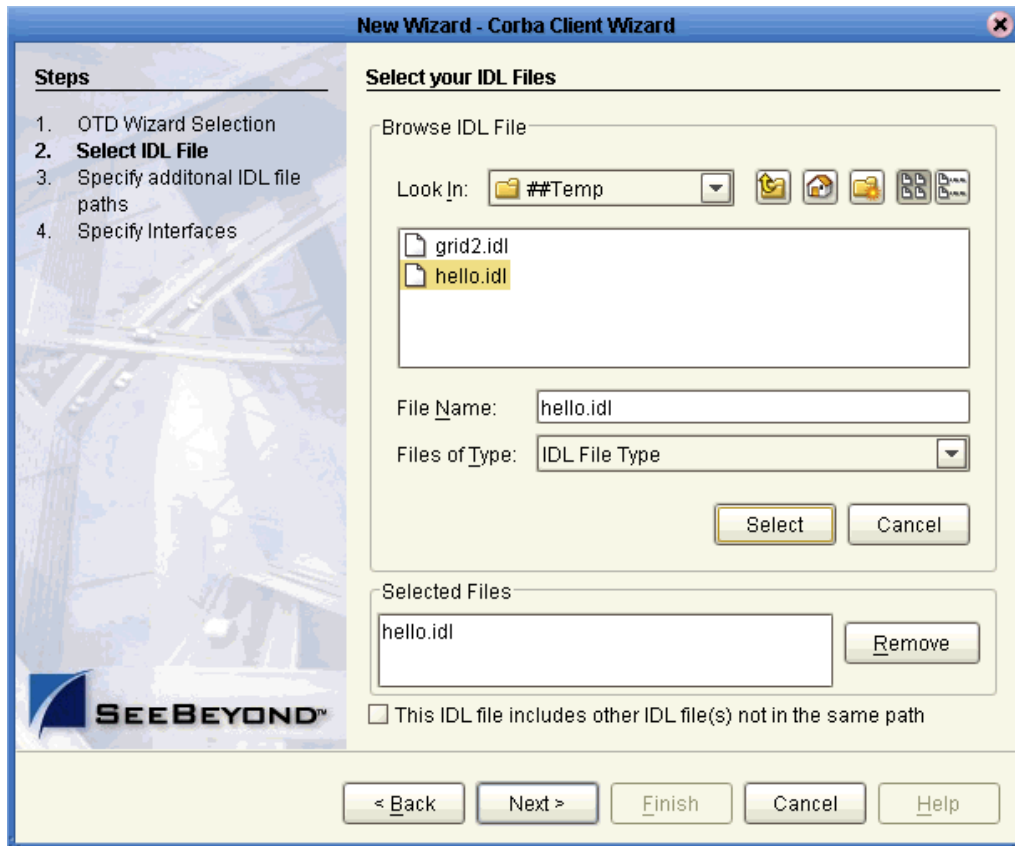 New Wizard - Corba Client Wizard
Steps
1. OTD Wizard Selection
2. Select IDL File
3. Specify additonal IDL file
paths
4. Specify Interfaces
SEEBEYOND™
Select your IDL Files
Browse IDL File
Look In: ##Temp
grid2.idl
hello.idl
File Name: hello.idl
Files of Type: IDL File Type
Select Cancel
Selected Files
hello.idl
Remove
This IDL file includes other IDL file(s) not in the same path
< Back Next > Finish Cancel Help